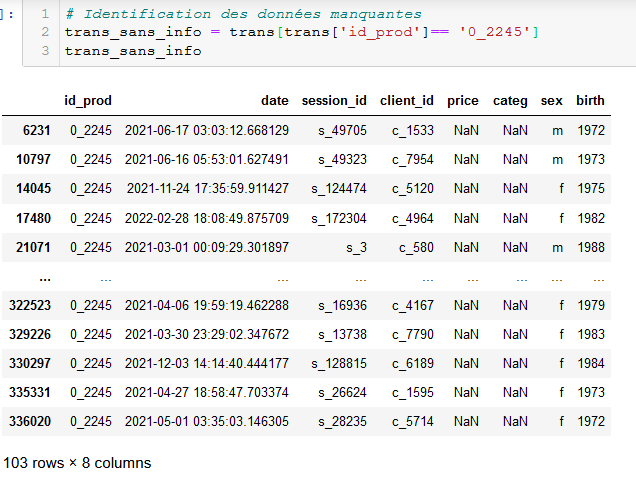 ]:
1 # Identification des données manquantes
2 trans_sans_info = trans[trans['id_prod']== '0_2245']
3 trans_sans_info
id_prod date session_id client_id price categ sex birth
6231 0_2245 2021-06-17 03:03:12.668129 s_49705 c_1533 NaN NaN m 1972
10797 0_2245 2021-06-16 05:53:01.627491 s_49323 c_7954 NaN NaN m 1973
14045 0_2245 2021-11-24 17:35:59.911427 s_124474 c_5120 NaN NaN f 1975
17480 0_2245 2022-02-28 18:08:49.875709 s_172304 c_4964 NaN NaN f 1982
21071 0_2245 2021-03-01 00:09:29.301897 s_3 c_580 NaN NaN m 1988
... ... ... ... ... ... ... ... ...
322523 0_2245 2021-04-06 19:59:19.462288 s_16936 c_4167 NaN NaN f 1979
329226 0_2245 2021-03-30 23:29:02.347672 s_13738 c_7790 NaN NaN f 1983
330297 0_2245 2021-12-03 14:14:40.444177 s_128815 c_6189 NaN NaN f 1984
335331 0_2245 2021-04-27 18:58:47.703374 s_26624 c_1595 NaN NaN f 1973
336020 0_2245 2021-05-01 03:35:03.146305 s_28235 c_5714 NaN NaN f 1972
103 rows × 8 columns